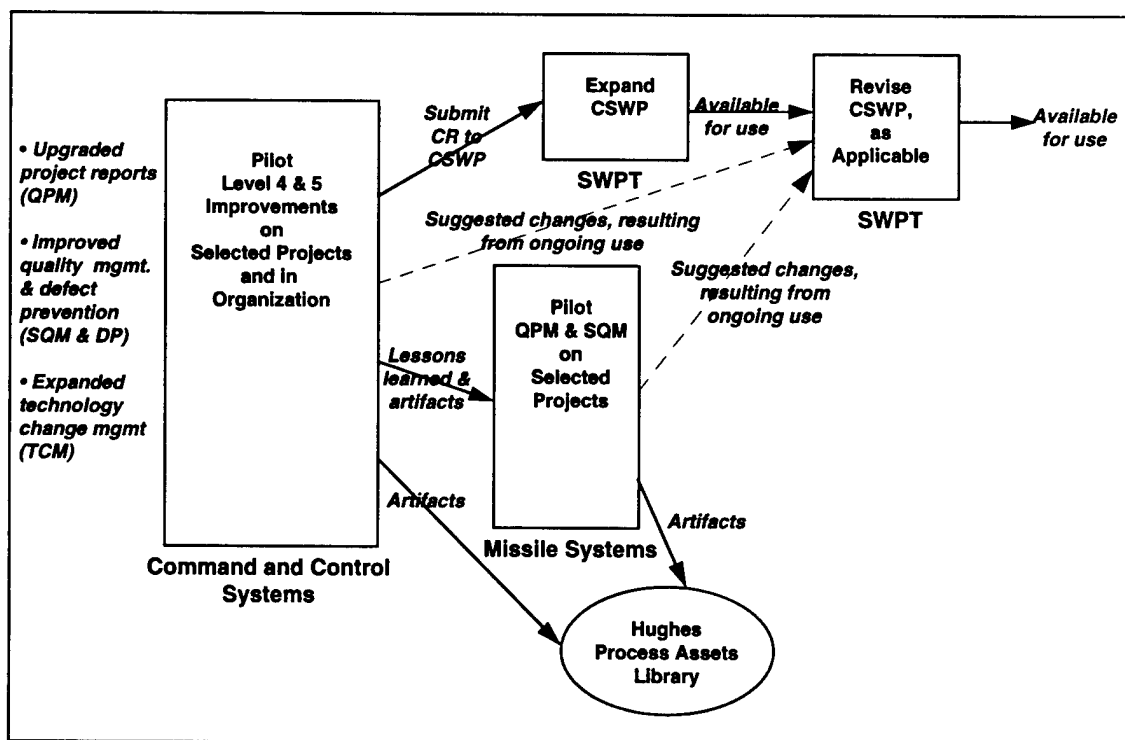 • Upgraded
project reports
(QPM)
• Improved
quality mgmt.
& defect
prevention
(SQM & DP)
• Expanded
technology
change mgmt
(TCM)
Pilot
Level 4 & 5
Improvements
on
Selected Projects
and in
Organization
Command and Control
Systems
Submit
CR to
CSWP
Expand
CSWP
SWPT
Available
for use
Revise
CSWP,
as
Applicable
SWPT
Available
for use
Suggested changes, resulting
from ongoing use
Suggested changes,
resulting from
ongoing use
Lessons
learned &
artifacts
Pilot
QPM & SQM
on
Selected
Projects
Missile Systems
Artifacts
Artifacts
Hughes
Process Assets
Library